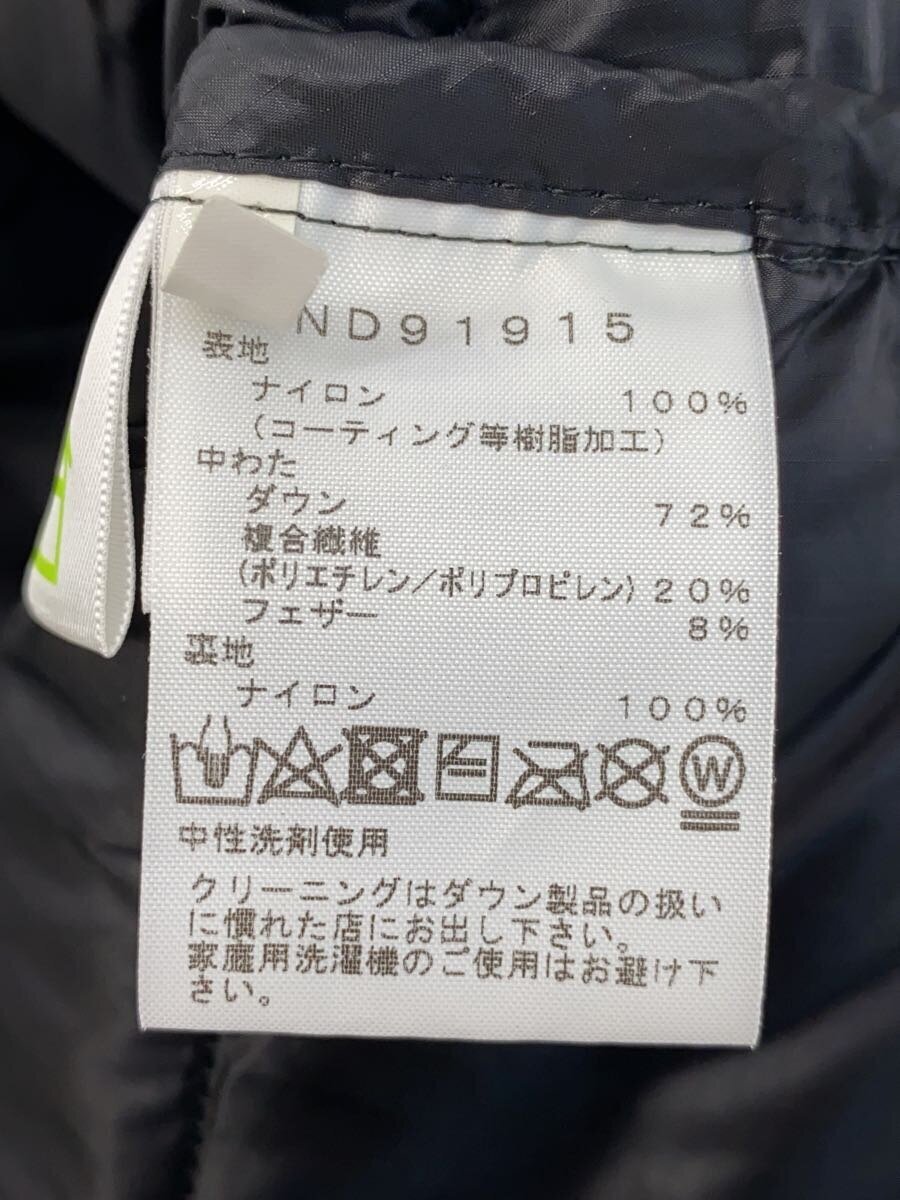 ND91915
表地
ナイロン 100%
(コーティング等樹脂加工)
中わた
ダウン 72%
複合繊維
(ポリエチレン/ポリプロピレン) 20%
フェザー 8%
裏地
ナイロン 100%
W
中性洗剤使用
クリーニングはダウン製品の扱い
に慣れた店にお出し下さい。
家庭用洗濯機のご使用はお避け下
さい。